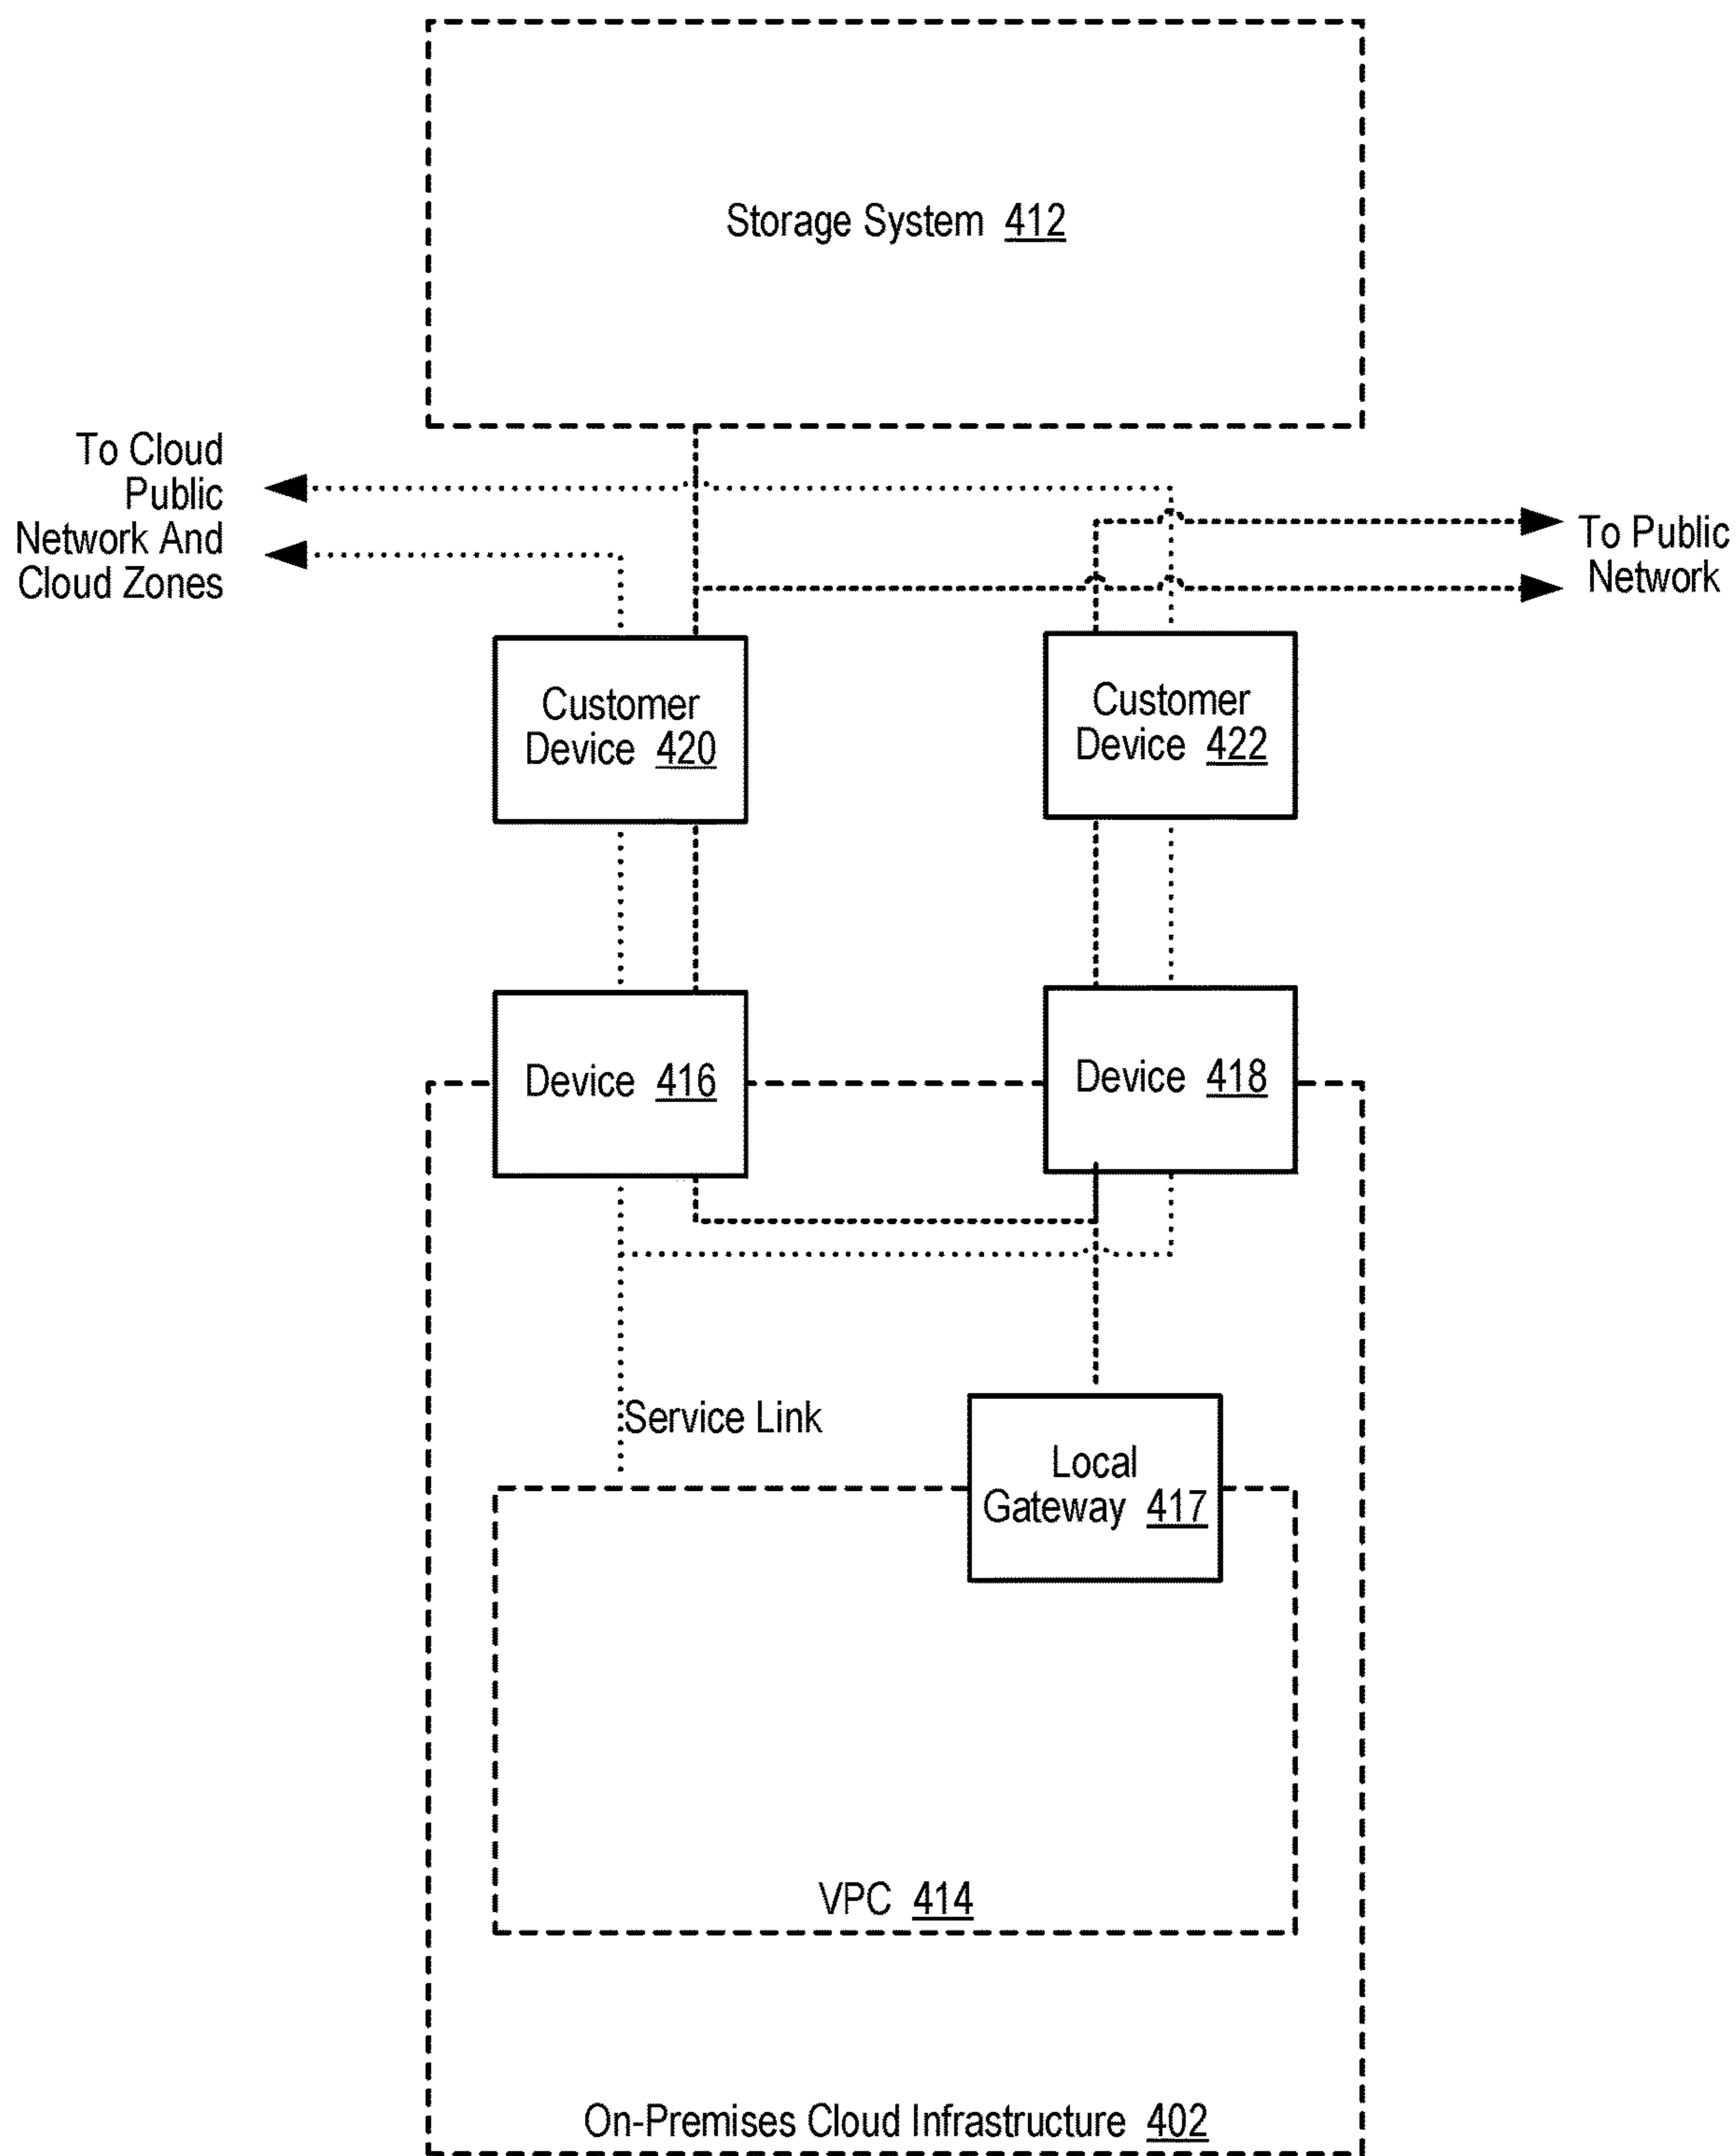 Storage System 412
To Cloud
Public
Network And
Cloud Zones
To Public
Network
Customer
Device 420
Customer
Device 422
Device 416
Device 418
Service Link
Local
Gateway 417
VPC 414
On-Premises Cloud Infrastructure 402